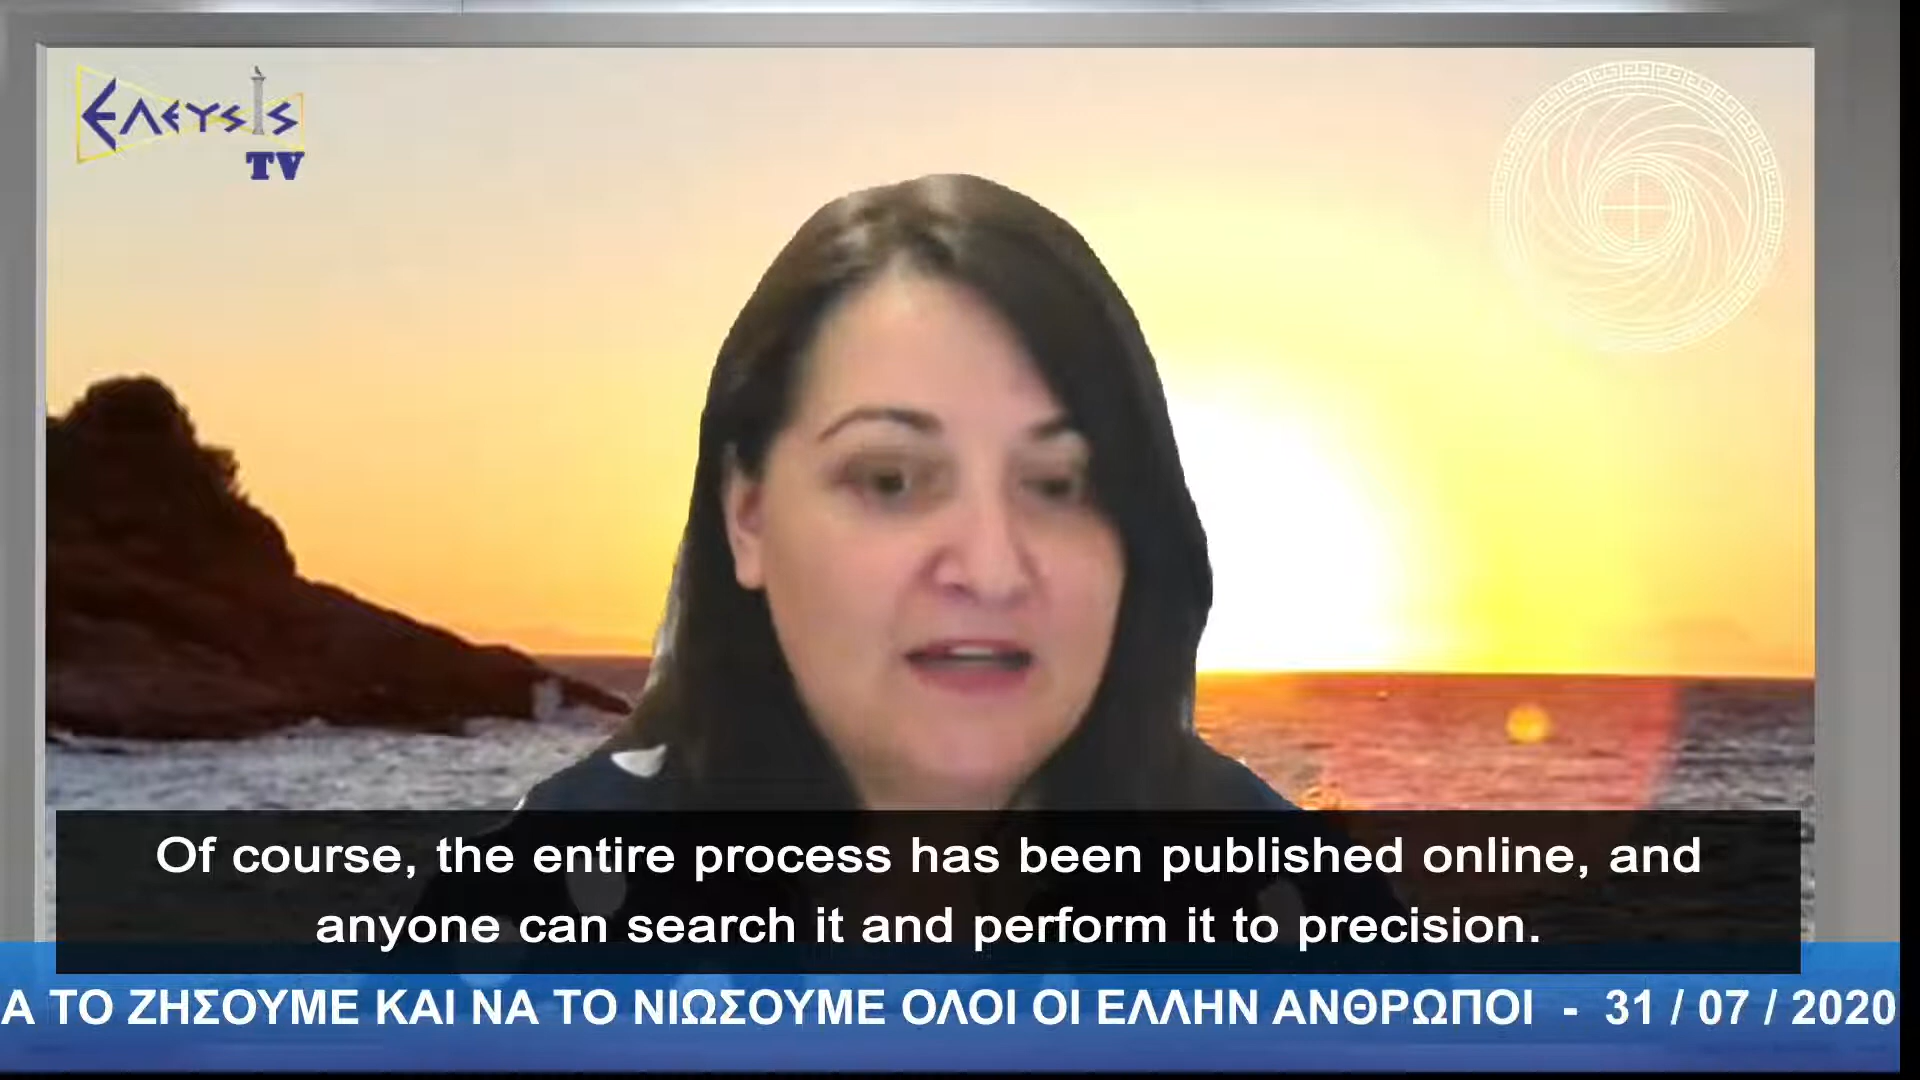 ΕΛΕΥSIS
TV
Of course, the entire process has been published online, and
anyone can search it and perform it to precision.
Α ΤΟ ΖΗΣΟΥΜΕ ΚΑΙ ΝΑ ΤΟ ΝΙΩΣΟΥΜΕ ΟΛΟΙ ΟΙ ΕΛΛΗΝ ΑΝΘΡΩΠΟΙ - 31 / 07 / 2020